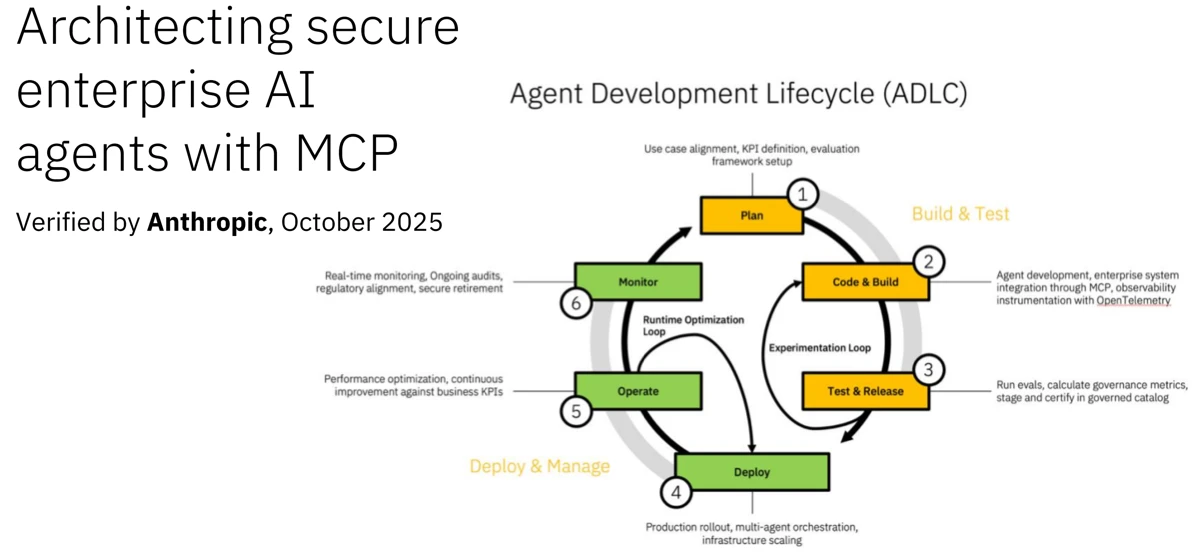 Architecting secure
enterprise AI
agents with MCP
Verified by Anthropic, October 2025
Agent Development Lifecycle (ADLC)
Use case alignment, KPI definition, evaluation
framework setup
1
Plan
Build & Test
2
Code & Build
Agent development, enterprise system
integration through MCP, observability
instrumentation with OpenTelemetry
Real-time monitoring, Ongoing audits,
regulatory alignment, secure retirement
Monitor
6
Runtime Optimization
Loop
Experimentation Loop
3
Test & Release
Run evals, calculate governance metrics,
stage and certify in governed catalog
Performance optimization, continuous
improvement against business KPIs
Operate
5
Deploy & Manage
Deploy
4
Production rollout, multi-agent orchestration,
infrastructure scaling